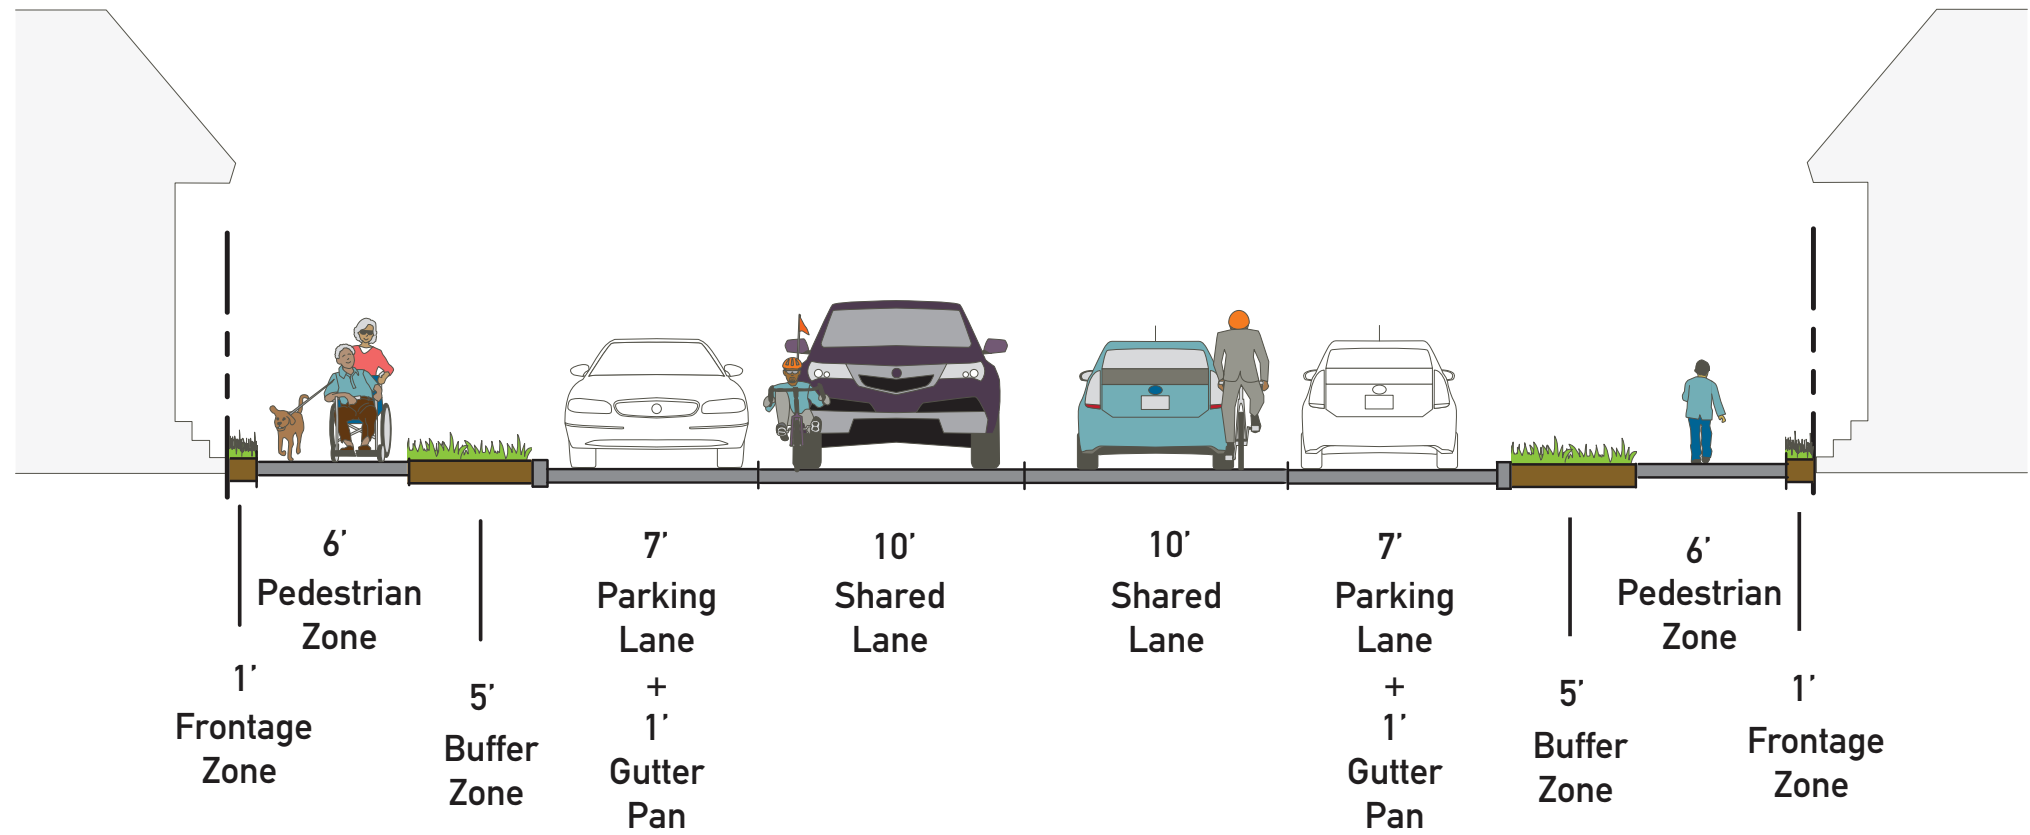 6’
Pedestrian
Zone
1’
Frontage
Zone
5’
Buffer
Zone
7’
Parking
Lane
+
1’
Gutter
Pan
10’
Shared
Lane
10’
Shared
Lane
7’
Parking
Lane
+
1’
Gutter
Pan
5’
Buffer
Zone
6’
Pedestrian
Zone
1’
Frontage
Zone